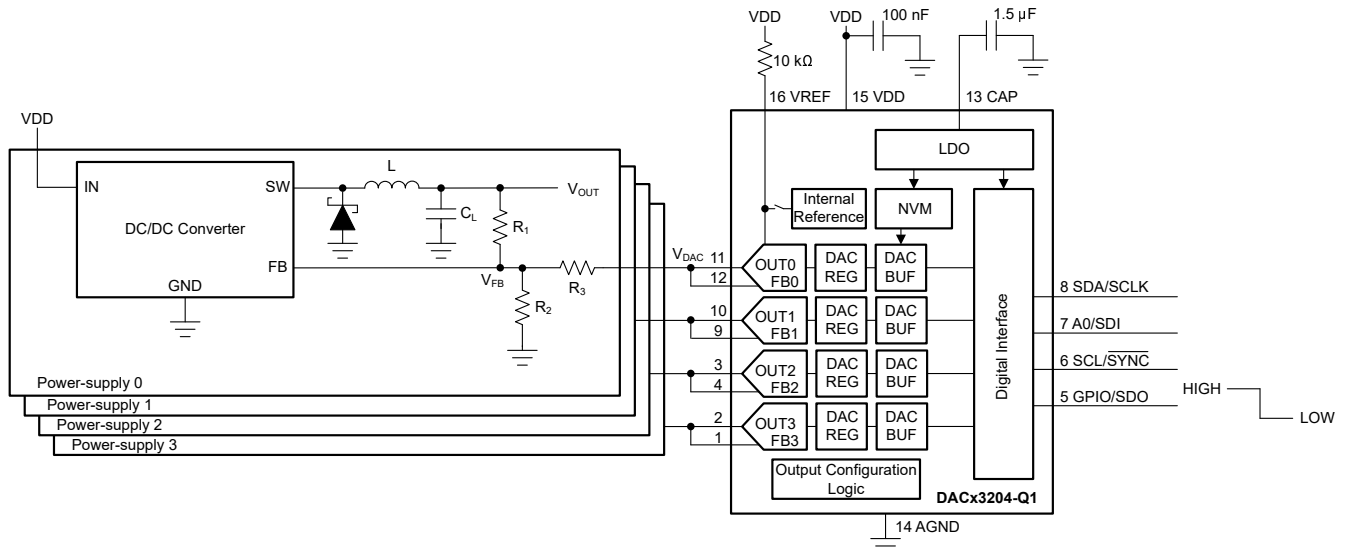 VDD
VDD
100 nF
1.5 µF
10 kΩ
16 VREF
15 VDD
13 CAP
VDD
LDO
L
IN
SW
VOUT
Internal
Reference
NVM
CL
R1
DC/DC Converter
FB
VFB
R3
VDAC
11
12
OUT0
FB0
DAC
REG
DAC
BUF
GND
R2
10
9
OUT1
FB1
DAC
REG
DAC
BUF
3
4
OUT2
FB2
DAC
REG
DAC
BUF
2
1
OUT3
FB3
DAC
REG
DAC
BUF
Digital Interface
8 SDA/SCLK
7 A0/SDI
6 SCL/SYNC
5 GPIO/SDO
HIGH
LOW
Power-supply 0
Power-supply 1
Power-supply 2
Power-supply 3
Output Configuration
Logic
DACx3204-Q1
14 AGND